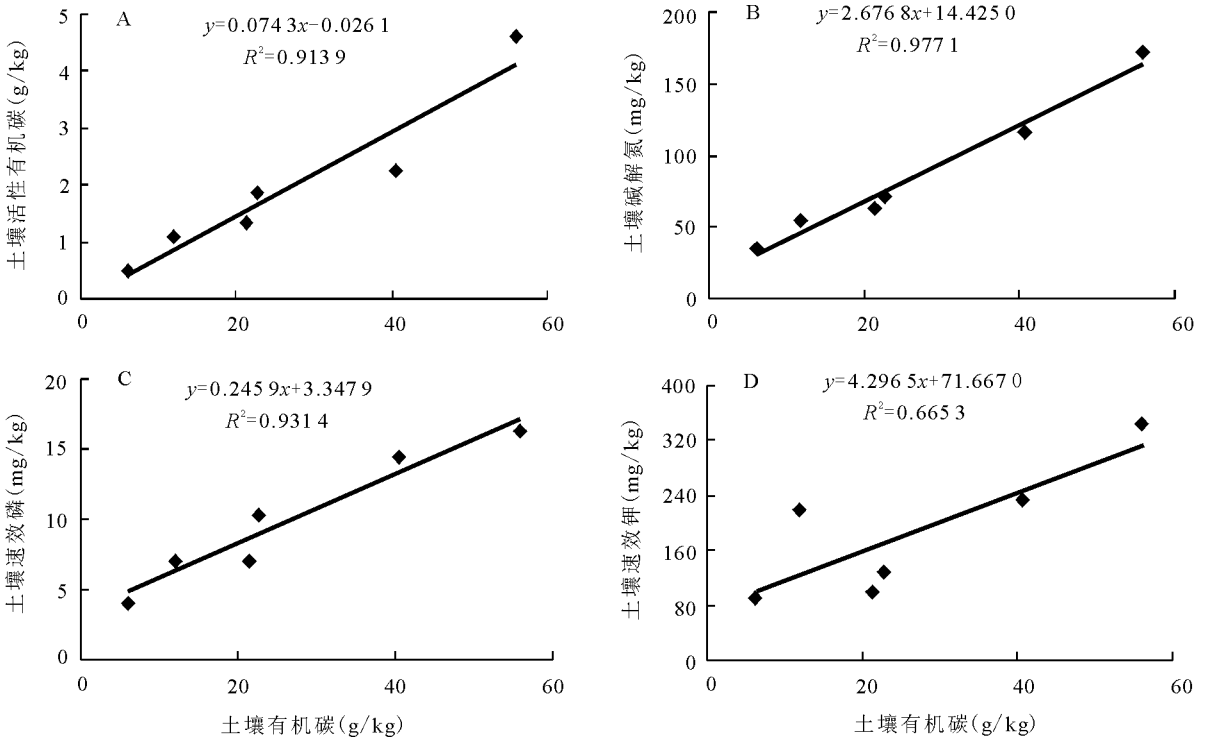 A
y=0.074 3x−0.026 1
R²=0.913 9
土壤活性有机碳(g/kg)
5
4
3
2
1
0
0
20
40
60
B
y=2.676 8x+14.425 0
R²=0.977 1
土壤碱解氮(mg/kg)
200
150
100
50
0
0
20
40
60
C
y=0.245 9x+3.347 9
R²=0.931 4
土壤速效磷(mg/kg)
20
15
10
5
0
0
20
40
60
土壤有机碳(g/kg)
D
y=4.296 5x+71.667 0
R²=0.665 3
土壤速效钾(mg/kg)
400
320
240
160
80
0
0
20
40
60
土壤有机碳(g/kg)